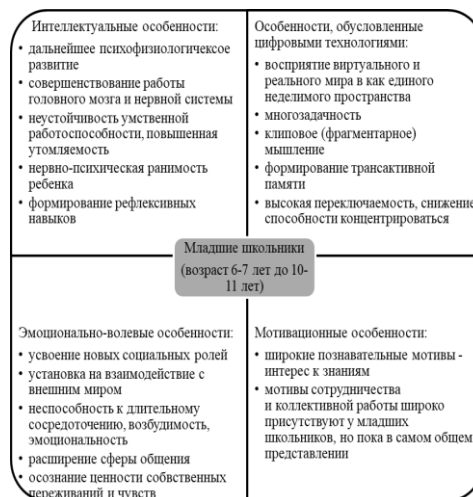 Интеллектуальные особенности:
• дальнейшее психофизиологичексое
развитие
• совершенствование работы
головного мозга и нервной системы
• неустойчивость умственной
работоспособности, повышенная
утомляемость
• нервно-психическая ранимость
ребенка
• формирование рефлексивных
навыков
Особенности, обусловленные
цифровыми технологиями:
• восприятие виртуального и
реального мира в как единого
неделимого пространства
• многозадачность
• клиповое (фрагментарное)
мышление
• формирование трансактивной
памяти
• высокая переключаемость, снижение
способности концентрироваться
Младшие школьники
(возраст 6-7 лет до 10-
11 лет)
Эмоционально-волевые особенности:
• усвоение новых социальных ролей
• установка на взаимодействие с
внешним миром
• неспособность к длительному
сосредоточению, возбудимость,
эмоциональность
• расширение сферы общения
• осознание ценности собвственных
переживаний и чувств
Мотивационные особенности:
• широкие познавательные мотивы -
интерес к знаниям
• мотивы сотрудничества
и коллективной работы широко
присутствуют у младших
школьников, но пока в самом общем
представлении